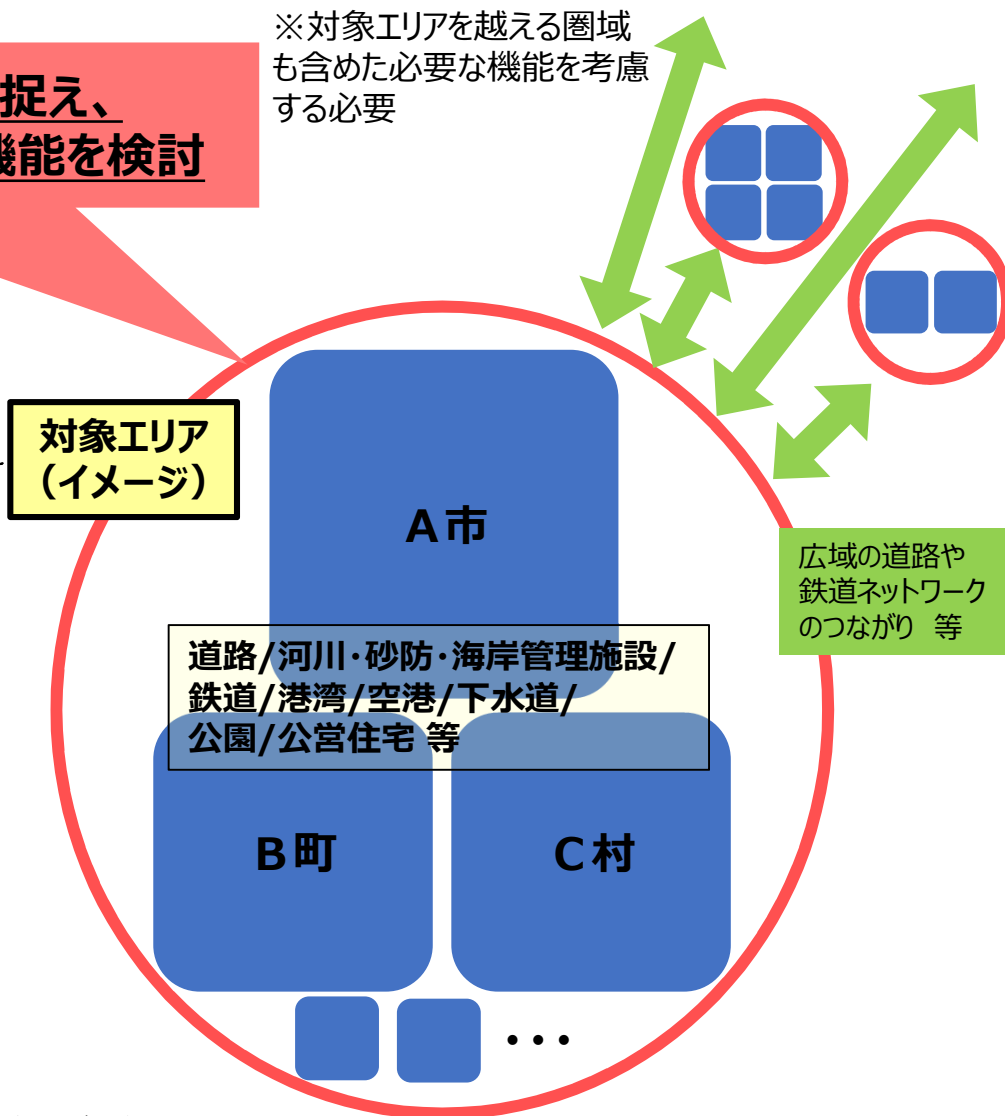 ※対象エリアを越える圏域
も含めた必要な機能を考慮
する必要
捉え、
機能を検討
対象エリア
（イメージ）
A市
広域の道路や
鉄道ネットワーク
のつながり 等
道路/河川・砂防・海岸管理施設/
鉄道/港湾/空港/下水道/
公園/公営住宅 等
B町
C村
・・・